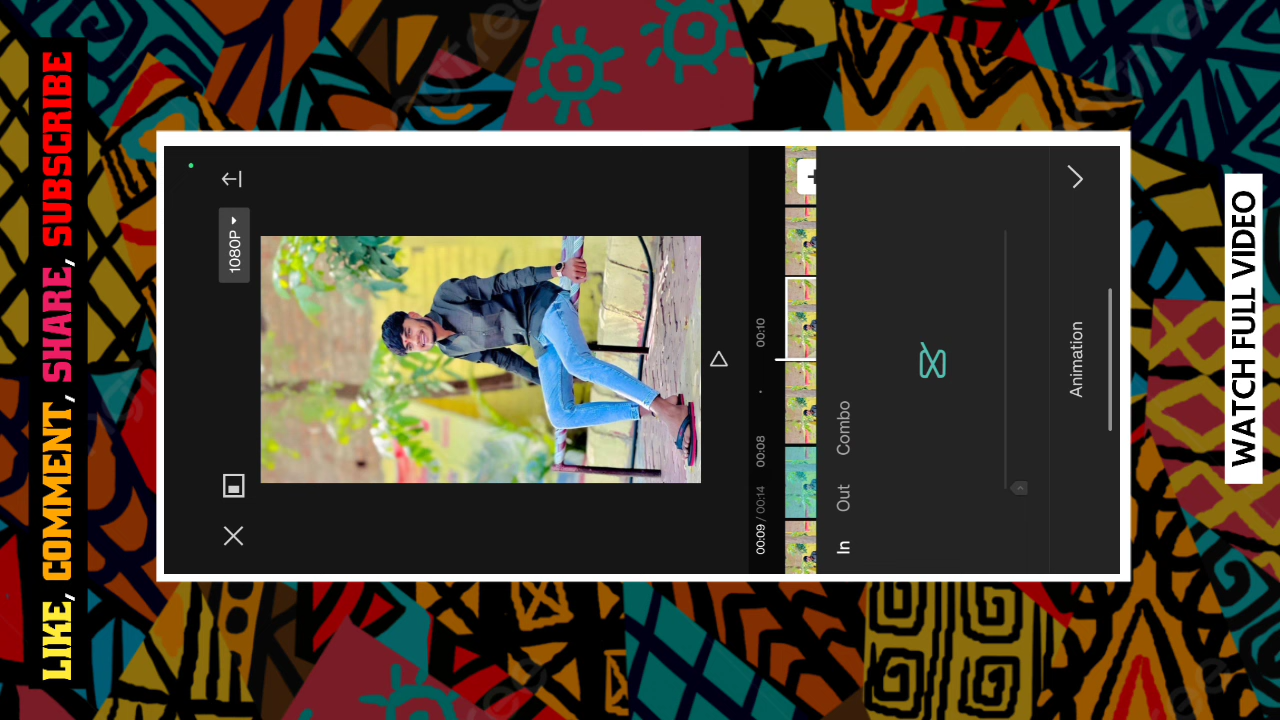 LIKE, COMMENT, SHARE, SUBSCRIBE
1080P
00:09 / 00:14
00:08
00:10
In
Out
Combo
Animation
WATCH FULL VIDEO